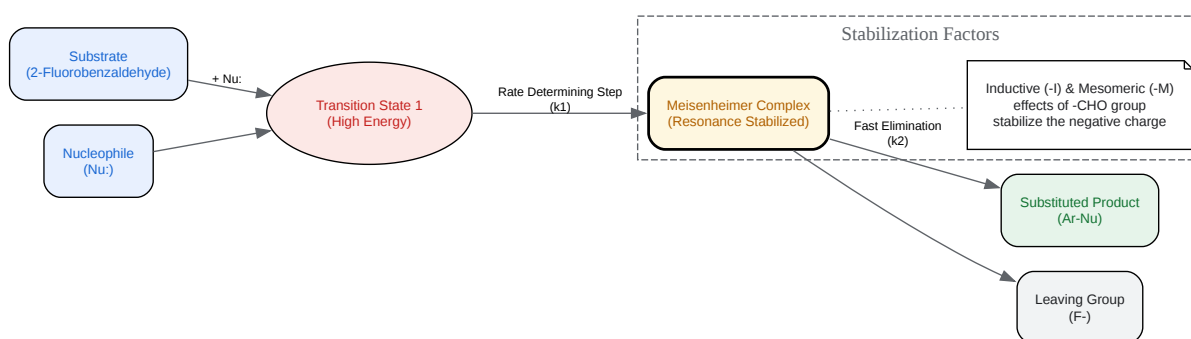 Substrate
(2-Fluorobenzaldehyde)
+ Nu:
Nucleophile
(Nu:)
Transition State 1
(High Energy)
Rate Determining Step
(k1)
Stabilization Factors
Meisenheimer Complex
(Resonance Stabilized)
Inductive (-I) & Mesomeric (-M)
effects of -CHO group
stabilize the negative charge
Fast Elimination
(k2)
Substituted Product
(Ar-Nu)
Leaving Group
(F-)